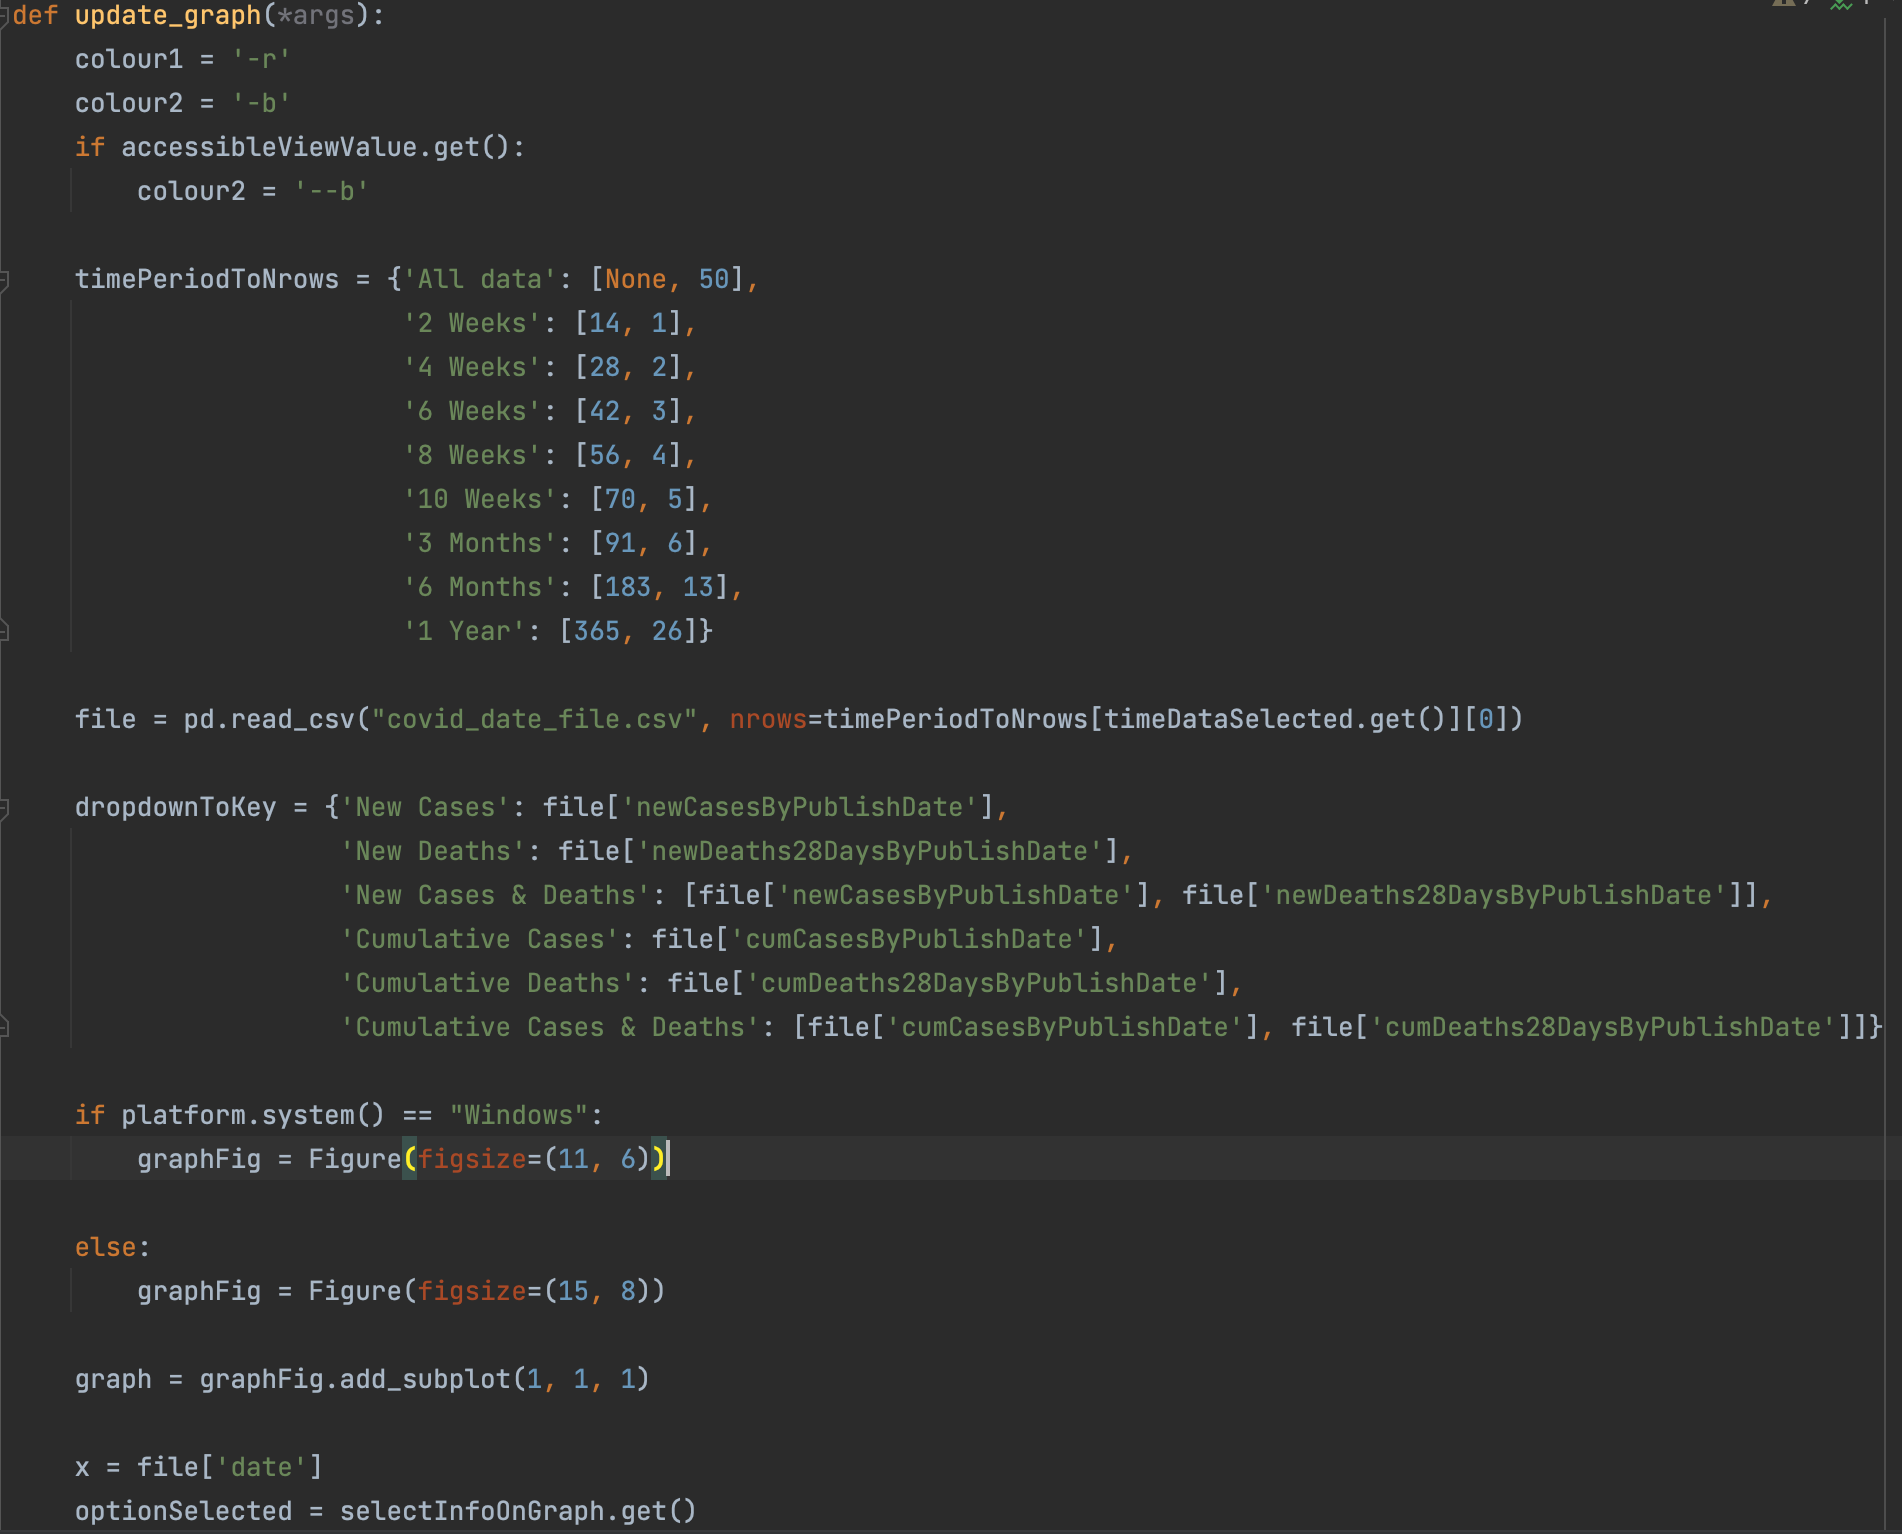 def update_graph(*args):
    colour1 = '-r'
    colour2 = '-b'
    if accessibleViewValue.get():
        colour2 = '--b'

    timePeriodToNrows = {'All data': [None, 50],
                         '2 Weeks': [14, 1],
                         '4 Weeks': [28, 2],
                         '6 Weeks': [42, 3],
                         '8 Weeks': [56, 4],
                         '10 Weeks': [70, 5],
                         '3 Months': [91, 6],
                         '6 Months': [183, 13],
                         '1 Year': [365, 26]}

    file = pd.read_csv("covid_date_file.csv", nrows=timePeriodToNrows[timeDataSelected.get()][0])

    dropdownToKey = {'New Cases': file['newCasesByPublishDate'],
                     'New Deaths': file['newDeaths28DaysByPublishDate'],
                     'New Cases & Deaths': [file['newCasesByPublishDate'], file['newDeaths28DaysByPublishDate']],
                     'Cumulative Cases': file['cumCasesByPublishDate'],
                     'Cumulative Deaths': file['cumDeaths28DaysByPublishDate'],
                     'Cumulative Cases & Deaths': [file['cumCasesByPublishDate'], file['cumDeaths28DaysByPublishDate']]}

    if platform.system() == "Windows":
        graphFig = Figure(figsize=(11, 6))

    else:
        graphFig = Figure(figsize=(15, 8))

    graph = graphFig.add_subplot(1, 1, 1)

    x = file['date']
    optionSelected = selectInfoOnGraph.get()